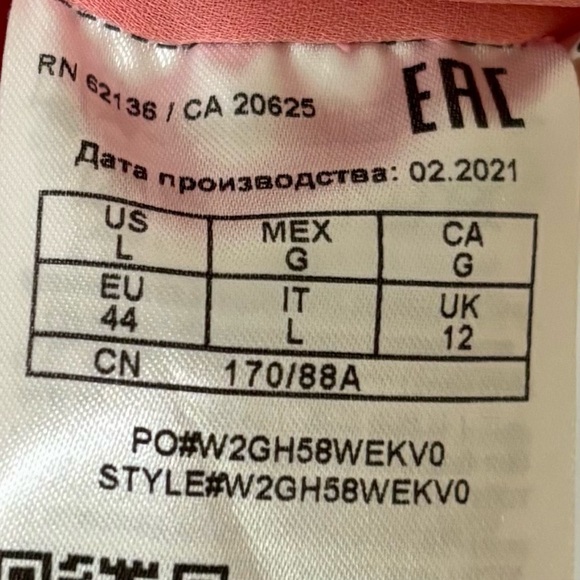 RN 62136 / CA 20625
EAC
Дата производства: 02.2021
US MEX CA
L G G
EU IT UK
44 L 12
CN 170/88A
PO#W2GH58WEKV0
STYLE#W2GH58WEKV0